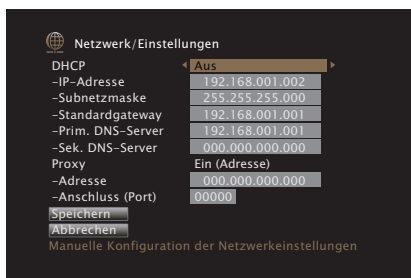 Netzwerk/Einstellungen
DHCP Aus
-IP-Adresse 192.168.001.002
-Subnetzmaske 255.255.255.000
-Standardgateway 192.168.001.001
-Prim. DNS-Server 192.168.001.001
-Sek. DNS-Server 000.000.000.000
Proxy Ein (Adresse)
-Adresse 000.000.000.000
-Anschluss (Port) 00000
Speichern
Abbrechen
Manuelle Konfiguration der Netzwerkeinstellungen